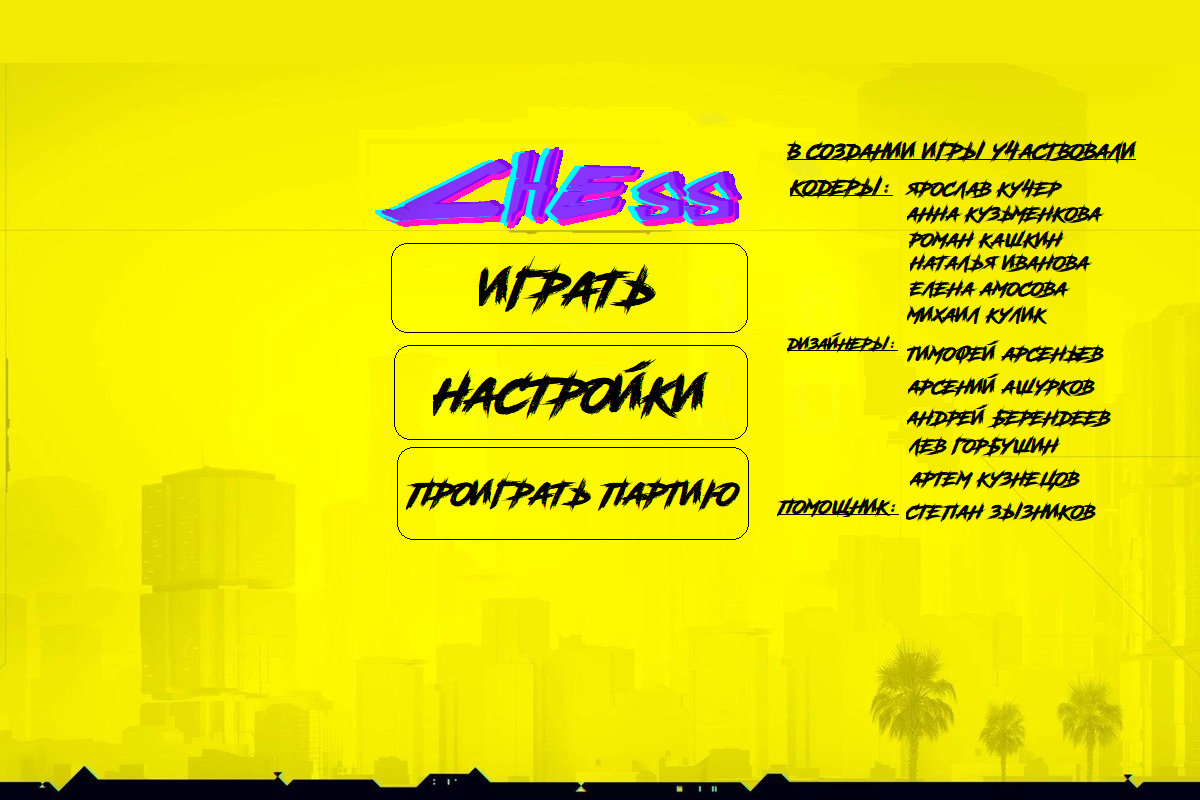 CHESS
ИГРАТЬ
НАСТРОЙКИ
ПРОИГРАТЬ ПАРТИЮ
В СОЗДАНИИ ИГРЫ УЧАСТВОВАЛИ
КОДЕРЫ: ЯРОСЛАВ КУЧЕР
АННА КУЗЬМЕНКОВА
РОМАН КАШКИН
НАТАЛЬЯ ИВАНОВА
ЕЛЕНА АМОСОВА
МИХАИЛ КУЛИК
ДИЗАЙНЕРЫ: ТИМОФЕЙ АРСЕНЬЕВ
АРСЕНИЙ АШУРКОВ
АНДРЕЙ БЕРЕНДЕЕВ
ЛЕВ ГОРБУШИН
АРТЕМ КУЗНЕЦОВ
ПОМОЩНИК: СТЕПАН ЗЫЗНИКОВ